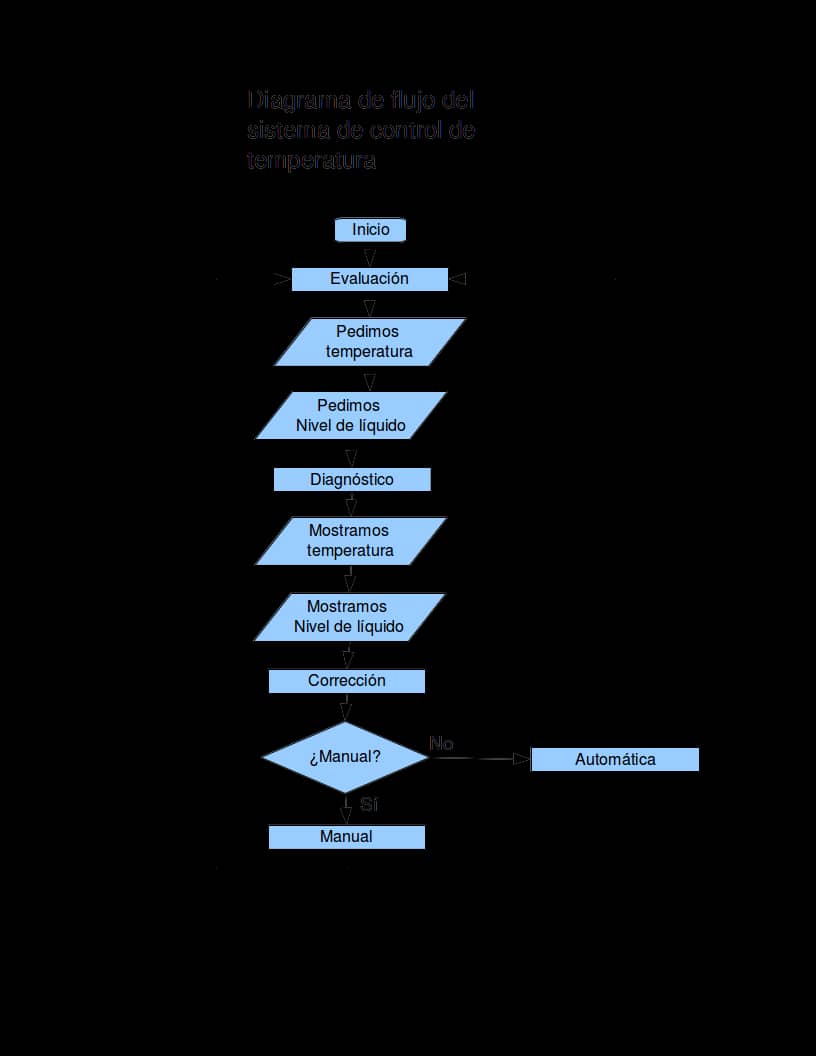 Diagrama de flujo del
sistema de control de
temperatura
Inicio
Evaluación
Pedimos
temperatura
Pedimos
Nivel de líquido
Diagnóstico
Mostramos
temperatura
Mostramos
Nivel de líquido
Corrección
¿Manual?
No
Automática
Sí
Manual